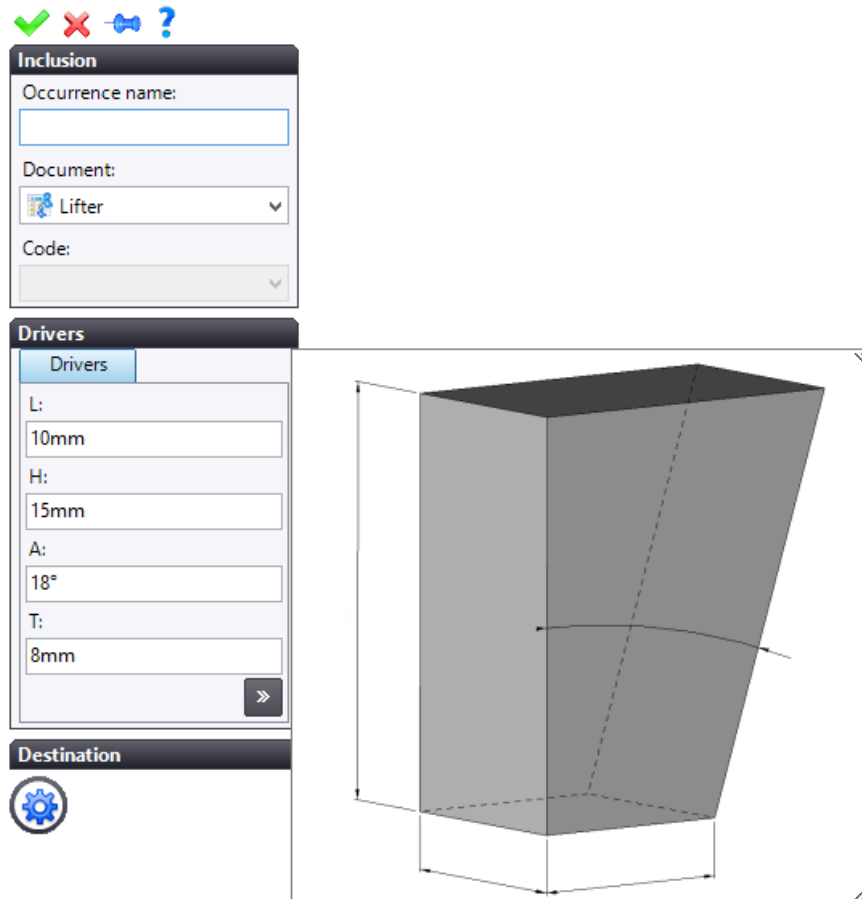 ?
Inclusion
Occurrence name:
Document:
Lifter
Code:
Drivers
Drivers
L:
10mm
H:
15mm
A:
18°
T:
8mm
»
Destination